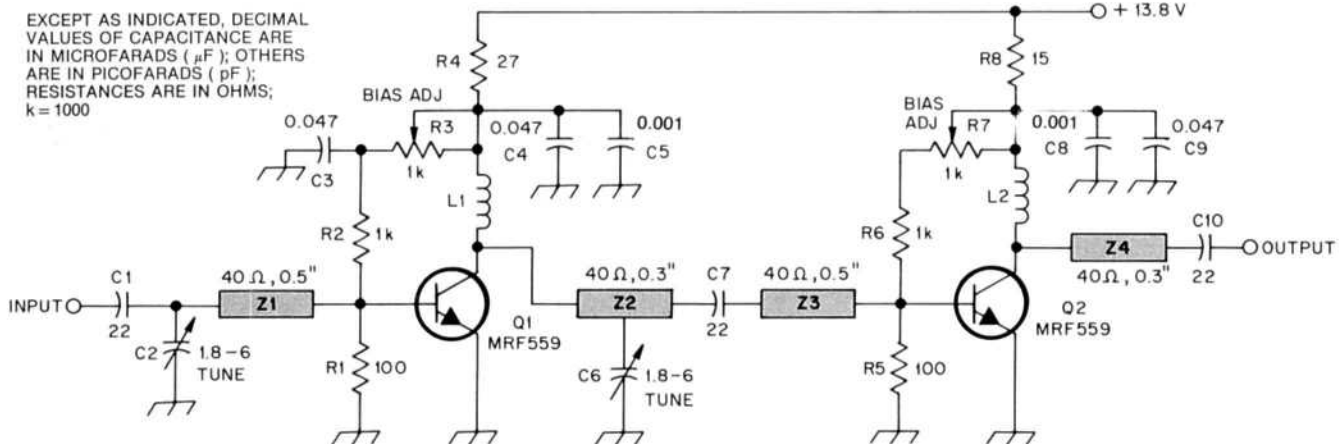 EXCEPT AS INDICATED, DECIMAL
VALUES OF CAPACITANCE ARE
IN MICROFARADS ( µF ); OTHERS
ARE IN PICOFARADS ( pF );
RESISTANCES ARE IN OHMS;
k = 1000
+ 13.8 V
R4 27
R8 15
BIAS ADJ
BIAS
ADJ
0.047
C3
R3
1k
0.047
C4
0.001
C5
R7
1k
0.001
C8
0.047
C9
L1
L2
R2 1k
R6 1k
C10
22
OUTPUT
Z4
40Ω, 0.3"
INPUT
C1
22
40Ω, 0.5"
Z1
40Ω, 0.3"
Z2
C7
22
40Ω, 0.5"
Z3
Q1
MRF559
Q2
MRF559
C2 1.8-6
TUNE
R1 100
C6 1.8-6
TUNE
R5 100